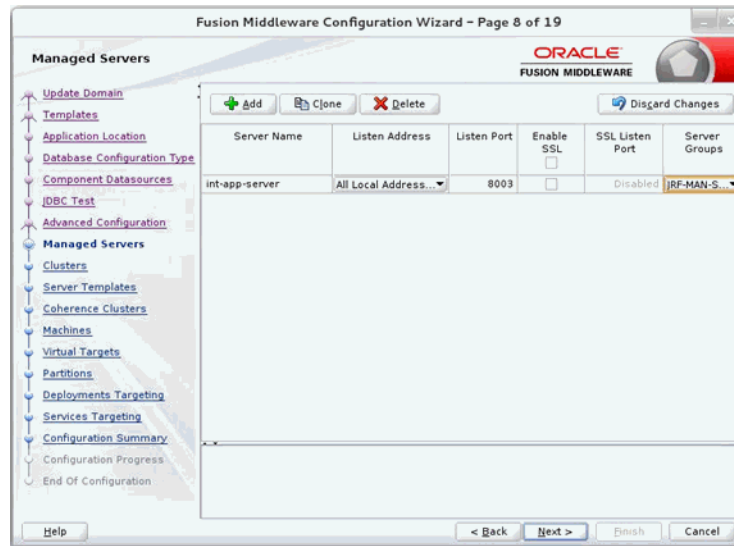 Fusion Middleware Configuration Wizard - Page 8 of 19
Managed Servers
ORACLE
FUSION MIDDLEWARE
Update Domain
Templates
Application Location
Database Configuration Type
Component Datasources
JDBC Test
Advanced Configuration
Managed Servers
Clusters
Server Templates
Coherence Clusters
Machines
Virtual Targets
Partitions
Deployments Targeting
Services Targeting
Configuration Summary
Configuration Progress
End Of Configuration
Add Clone Delete Discard Changes
Server Name Listen Address Listen Port Enable SSL SSL Listen Port Server Groups
int-app-server All Local Address... 8003 Disabled JRF-MAN-S...
Help < Back Next > Finish Cancel